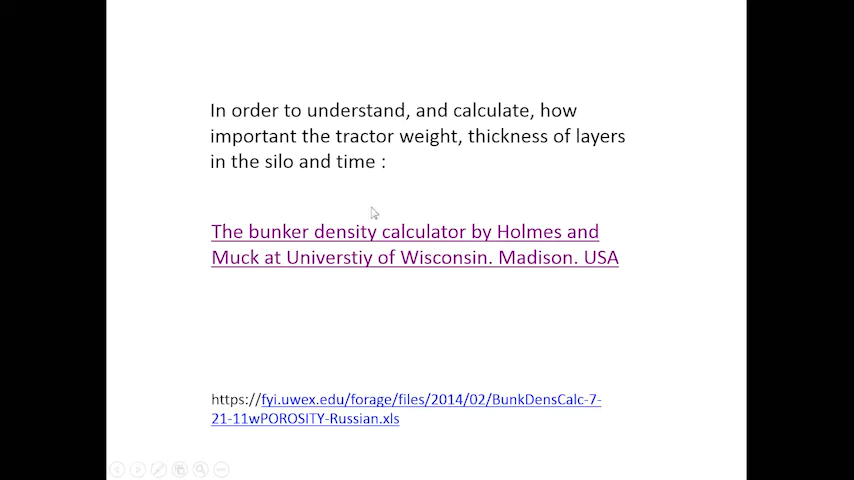 In order to understand, and calculate, how
important the tractor weight, thickness of layers
in the silo and time :
The bunker density calculator by Holmes and
Muck at Universtiy of Wisconsin. Madison. USA
https://fyi.uwex.edu/forage/files/2014/02/BunkDensCalc-7-
21-11wPOROSITY-Russian.xls